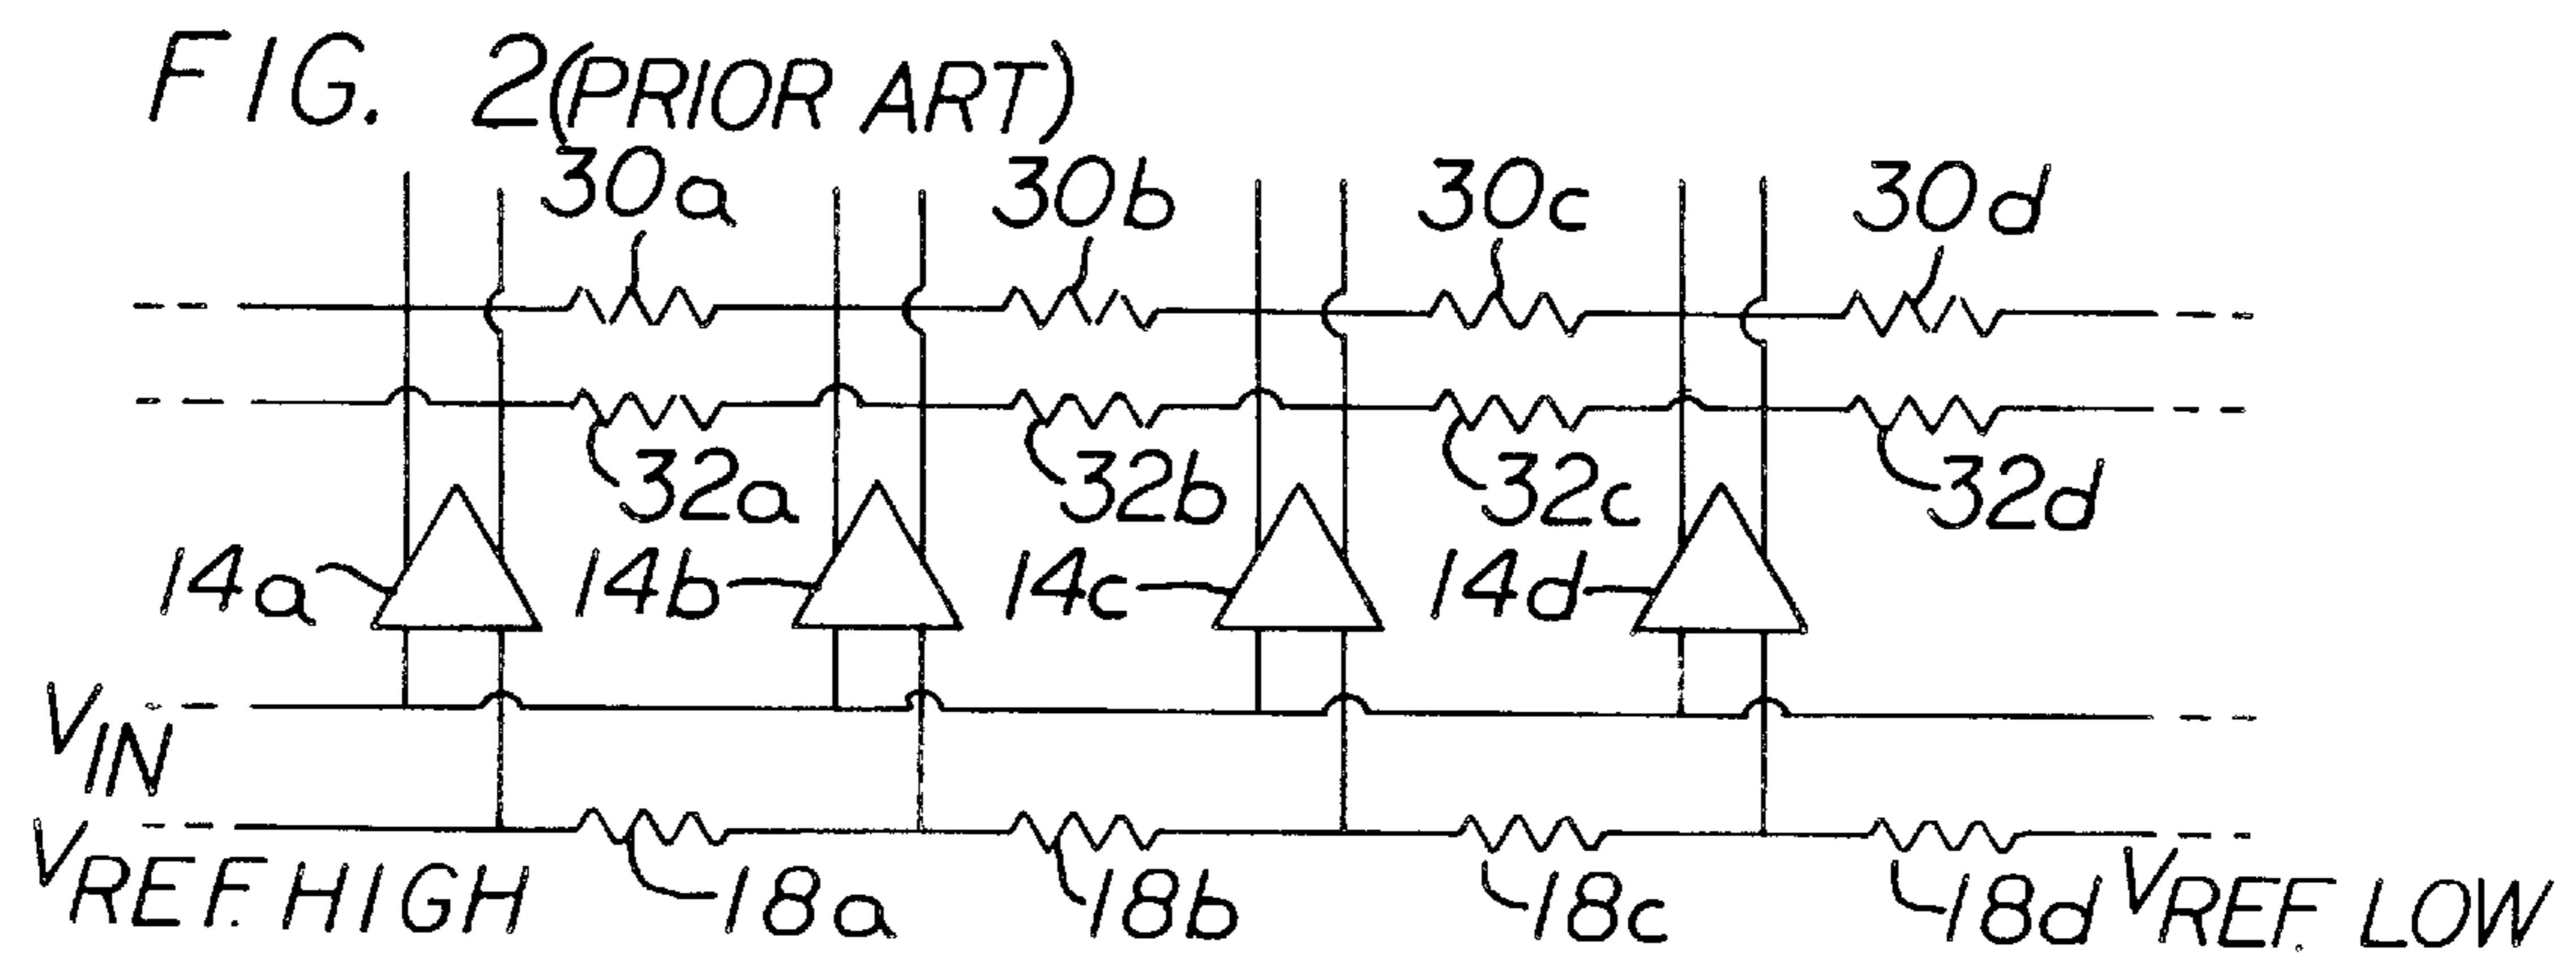 FIG. 2 (PRIOR ART)
30a 30b 30c 30d
32a 32b 32c 32d
14a 14b 14c 14d
VIN
VREF. HIGH 18a 18b 18c 18d VREF. LOW